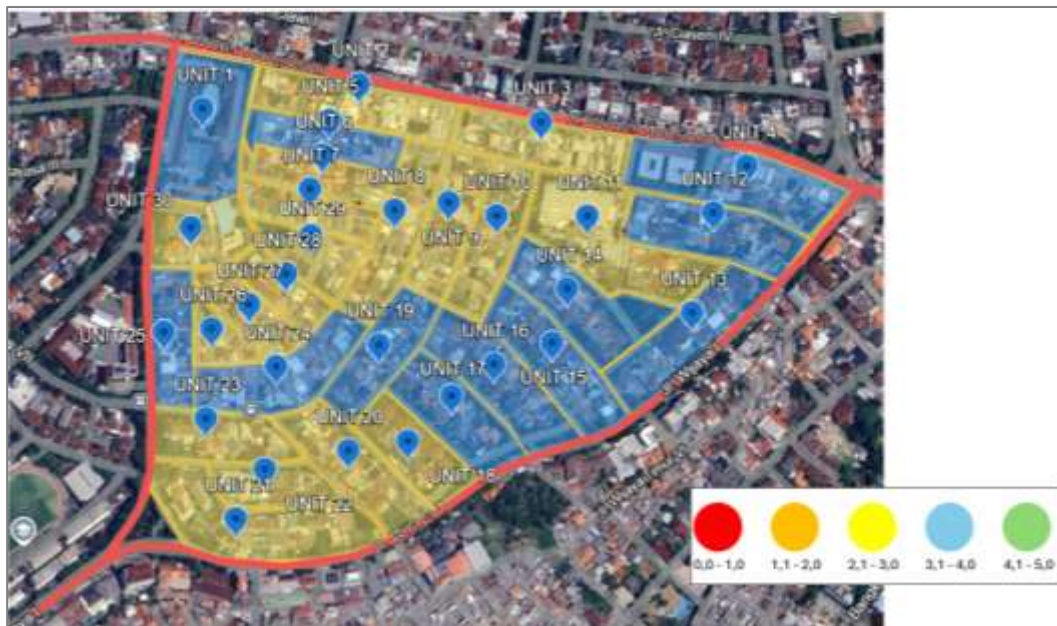 UNIT 2
UNIT 1
UNIT 5
UNIT 3
UNIT 6
UNIT 4
UNIT 7
UNIT 8
UNIT 10
UNIT 11
UNIT 12
UNIT 29
UNIT 9
UNIT 28
UNIT 14
UNIT 27
UNIT 13
UNIT 26
UNIT 19
UNIT 25
UNIT 24
UNIT 16
UNIT 15
UNIT 17
UNIT 23
UNIT 20
UNIT 18
UNIT 21
UNIT 22
0,0 - 1,0
1,1 - 2,0
2,1 - 3,0
3,1 - 4,0
4,1 - 5,0